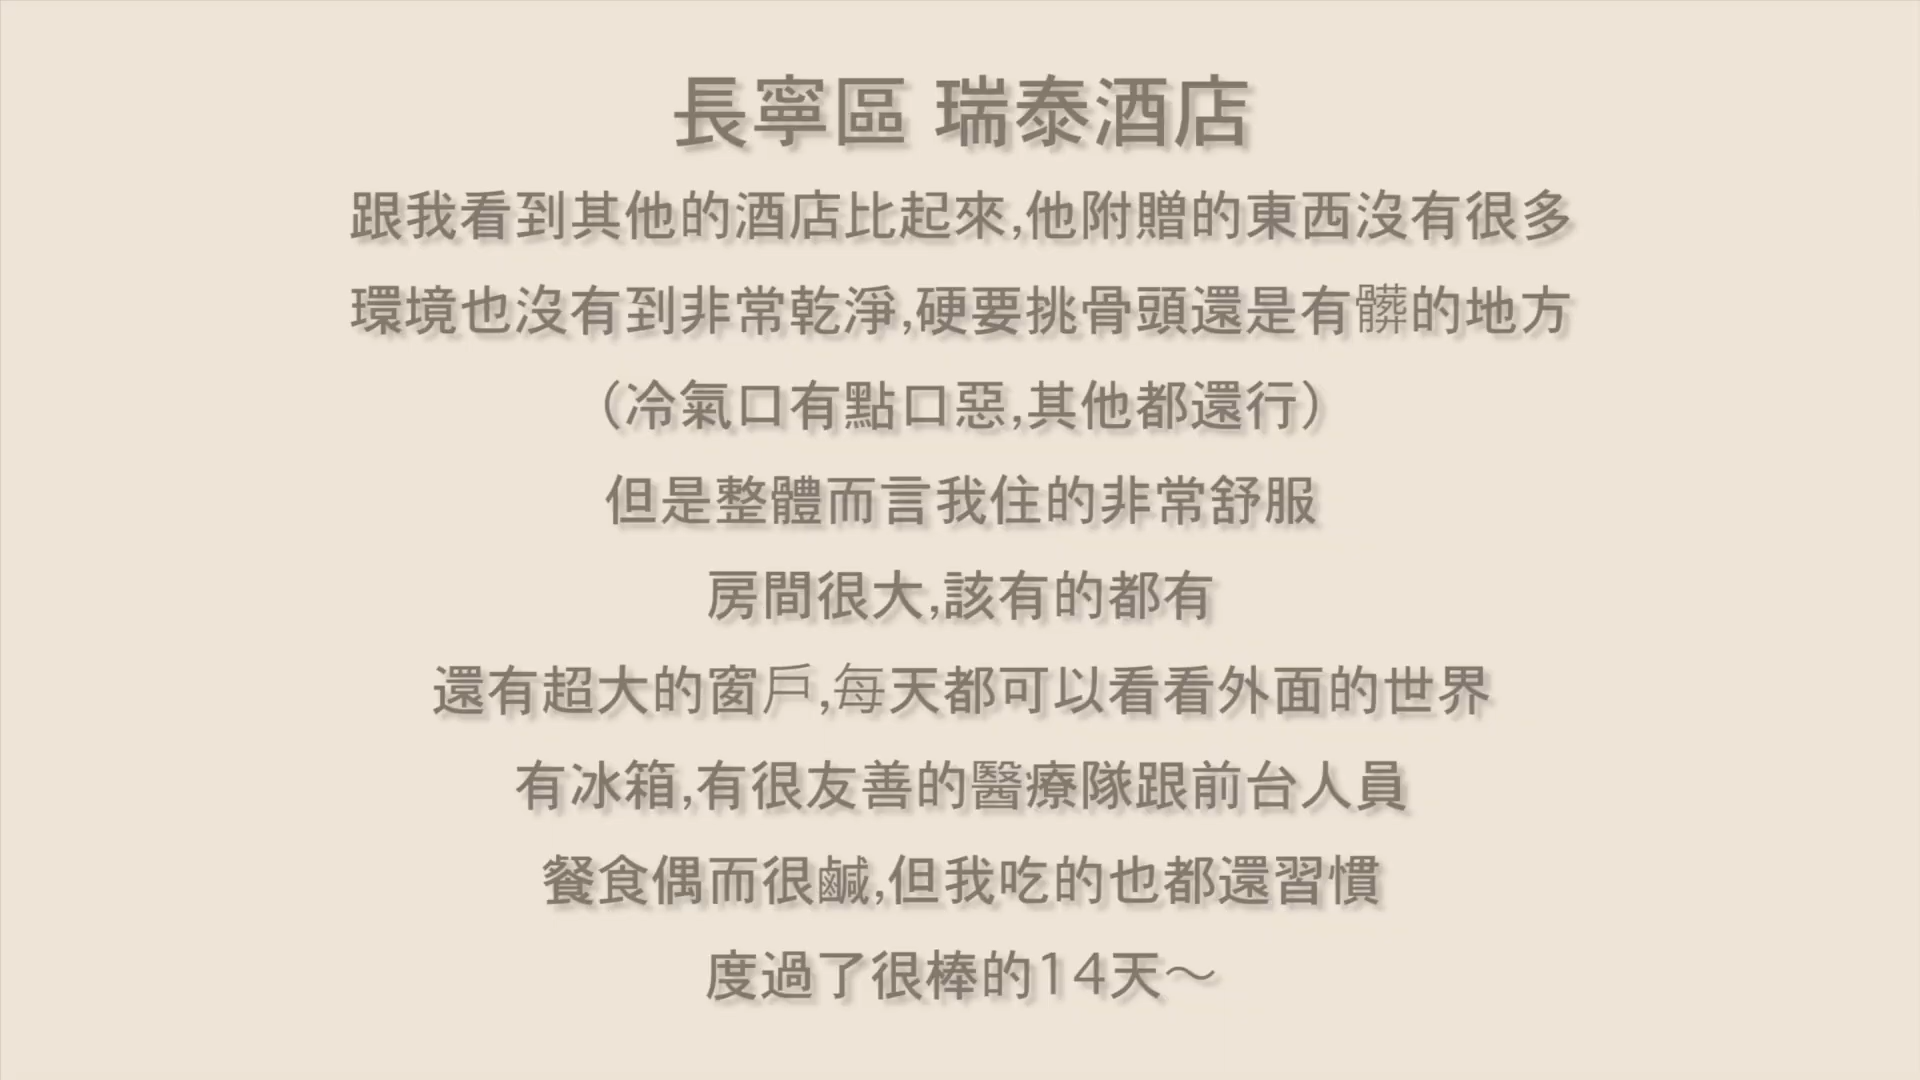 長寧區 瑞泰酒店
跟我看到其他的酒店比起來,他附贈的東西沒有很多
環境也沒有到非常乾淨,硬要挑骨頭還是有髒的地方
（冷氣口有點口惡,其他都還行）
但是整體而言我住的非常舒服
房間很大,該有的都有
還有超大的窗戶,每天都可以看看外面的世界
有冰箱,有很友善的醫療隊跟前台人員
餐食偶而很鹹,但我吃的也都還習慣
度過了很棒的14天～